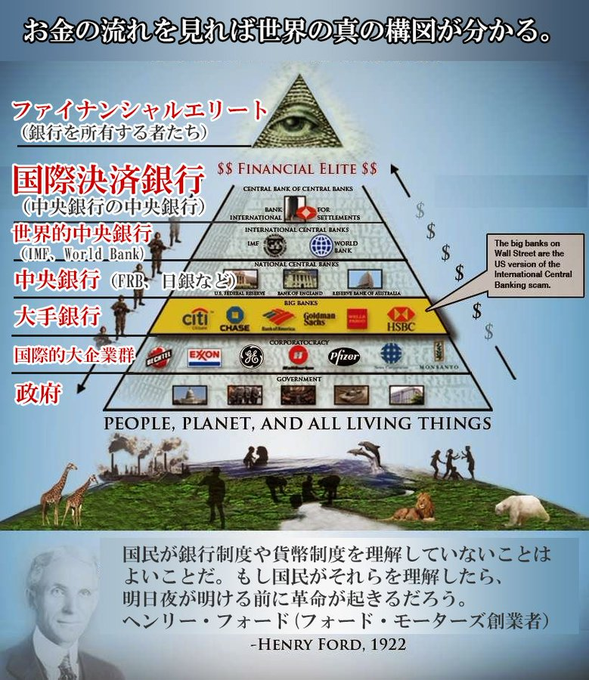 お金の流れを見れば世界の真の構図が分かる。
ファイナンシャルエリート
（銀行を所有する者たち）
$$ FINANCIAL ELITE $$
国際決済銀行
（中央銀行の中央銀行）
CENTRAL BANK OF CENTRAL BANKS
BANK FOR
INTERNATIONAL SETTLEMENTS
世界的中央銀行
（IMF、World Bank）
INTERNATIONAL CENTRAL BANKS
IMF
WORLD
BANK
中央銀行（FRB、日銀など）
NATIONAL CENTRAL BANKS
U.S. FEDERAL RESERVE
BANK OF ENGLAND
RESERVE BANK OF AUSTRALIA
大手銀行
BIG BANKS
citi
CHASE
Bank of America
Goldman
Sachs
WELLS
FARGO
HSBC
The big banks on
Wall Street are the
US version of the
International Central
Banking scam.
$
$
$
$
$
$
国際的大企業群
CORPORATOCRACY
BECHTEL
EXXON
GE
Pfizer
MONSANTO
政府
GOVERNMENT
PEOPLE, PLANET, AND ALL LIVING THINGS
国民が銀行制度や貨幣制度を理解していないことは
よいことだ。もし国民がそれらを理解したら、
明日夜が明ける前に革命が起きるだろう。
ヘンリー・フォード（フォード・モーターズ創業者）
-HENRY FORD, 1922